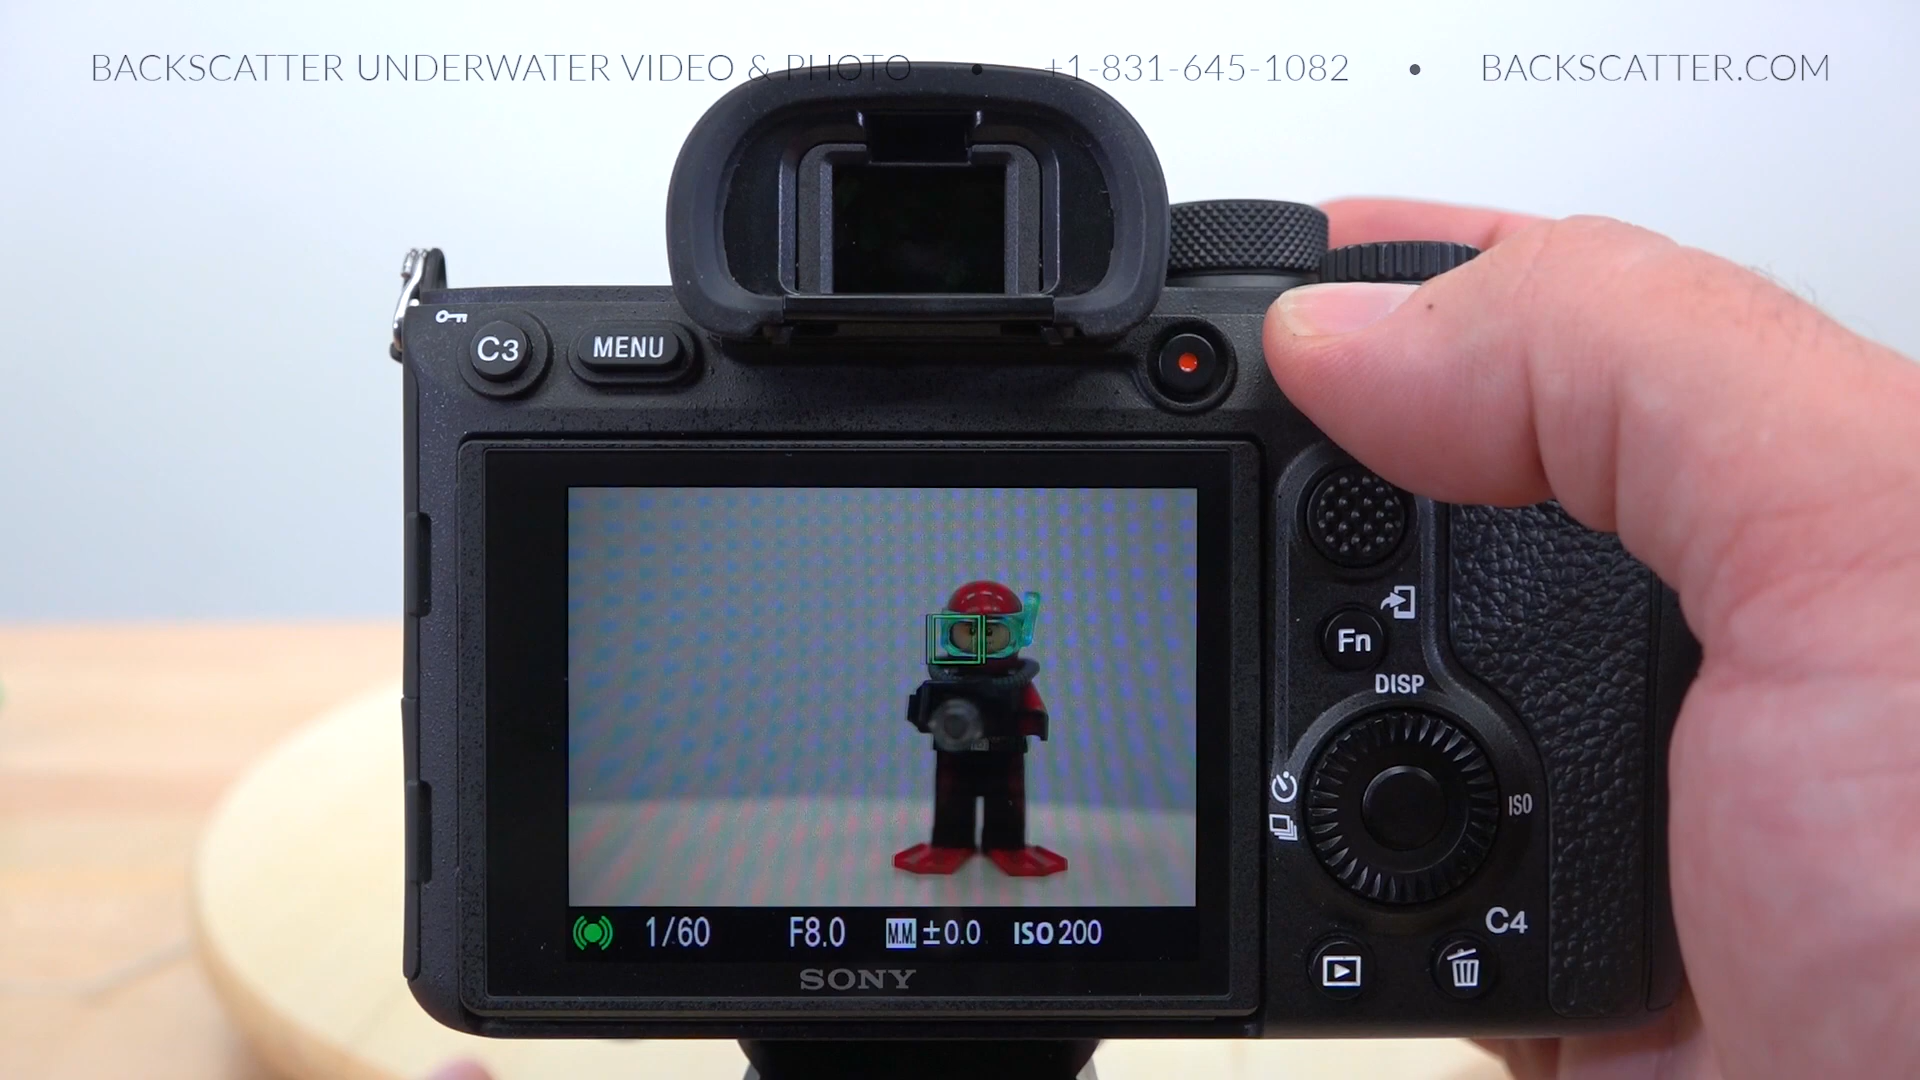 BACKSCATTER UNDERWATER VIDEO & PHOTO • +1-831-645-1082 • BACKSCATTER.COM
C3 MENU
Fn
DISP
ISO
C4
1/60 F8.0 M.M. ±0.0 ISO 200
SONY